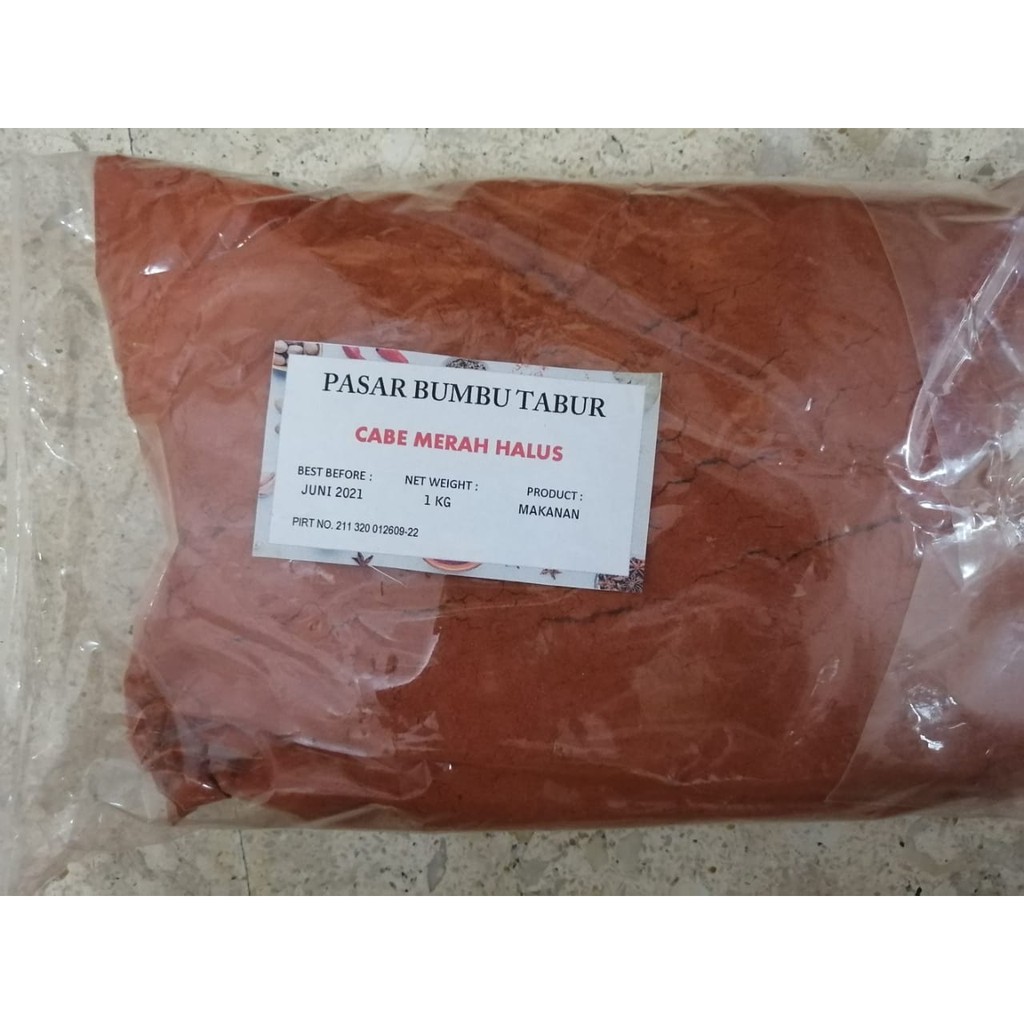 PASAR BUMBU TABUR
CABE MERAH HALUS
BEST BEFORE : NET WEIGHT : PRODUCT :
JUNI 2021 1 KG MAKANAN
PIRT NO. 211 320 012609-22